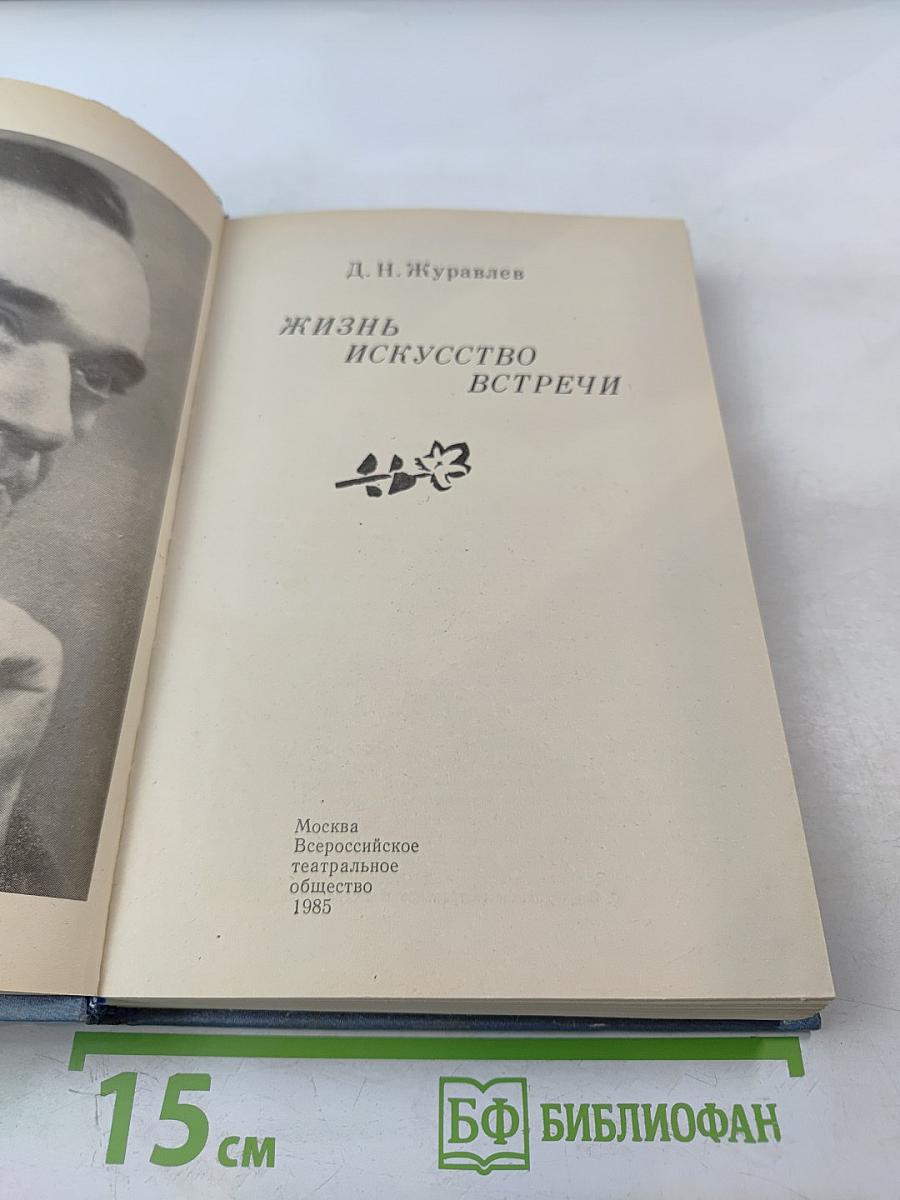 Д. Н. Журавлев
ЖИЗНЬ
ИСКУССТВО
ВСТРЕЧИ
Москва
Всероссийское
театральное
общество
1985
15 см
БФ БИБЛИОФАН